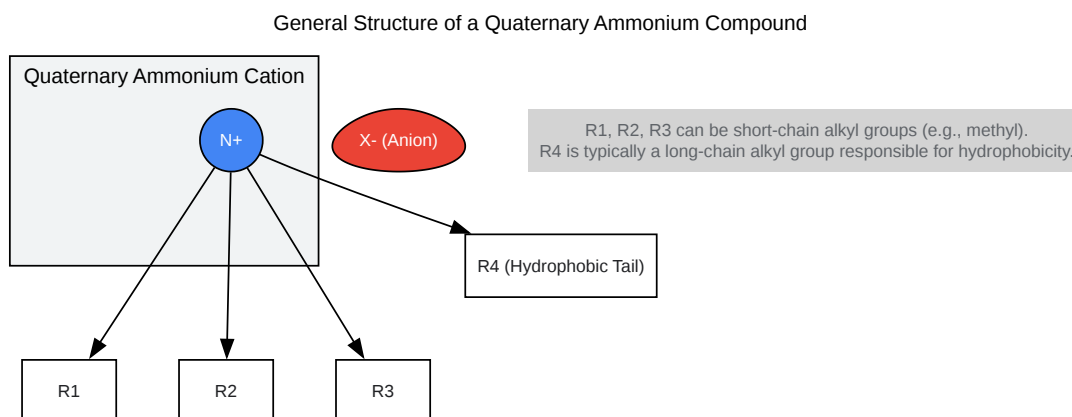 General Structure of a Quaternary Ammonium Compound
Quaternary Ammonium Cation
N+
X- (Anion)
R1, R2, R3 can be short-chain alkyl groups (e.g., methyl).
R4 is typically a long-chain alkyl group responsible for hydrophobicity.
R4 (Hydrophobic Tail)
R1
R2
R3